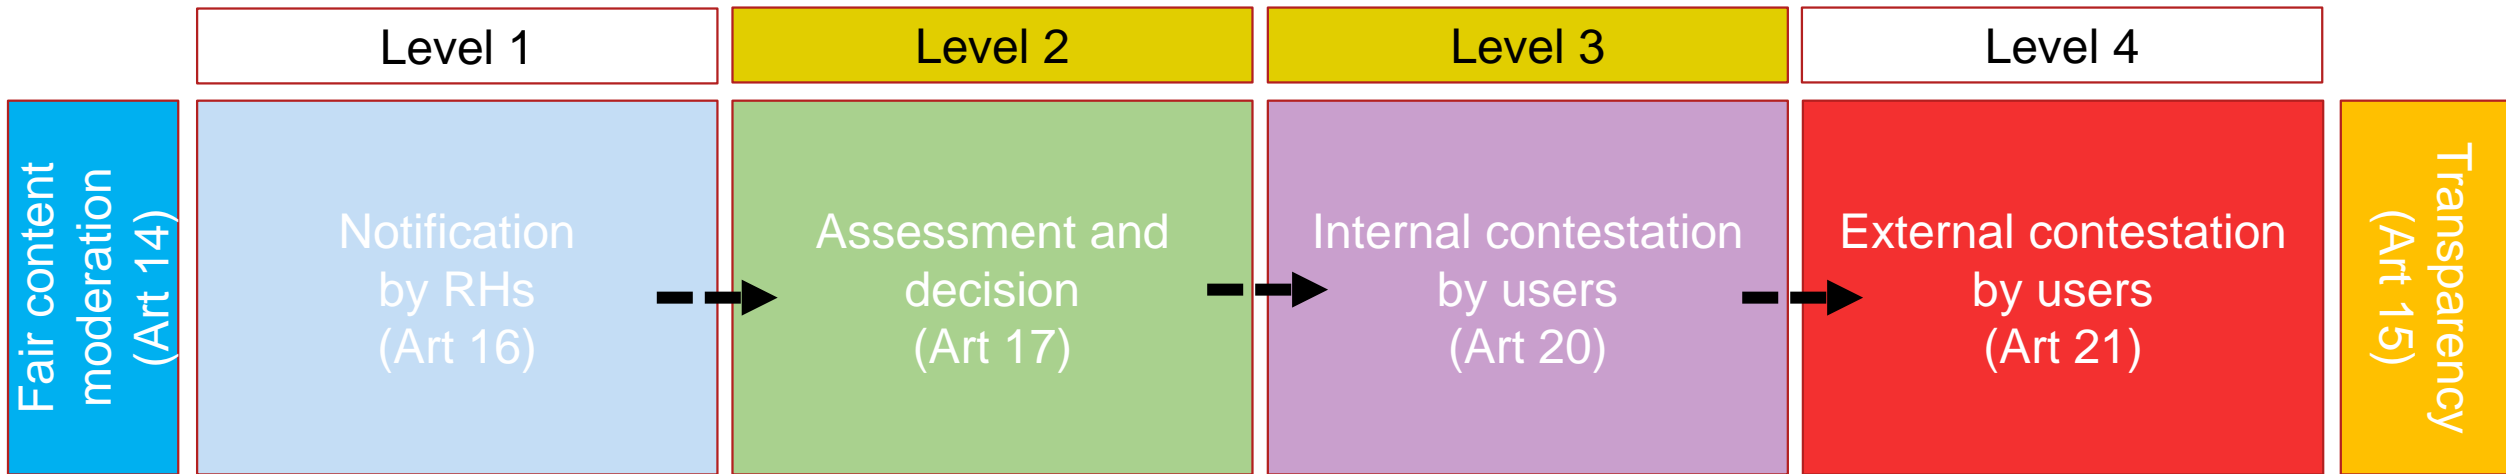 Level 1
Level 2
Level 3
Level 4
Fair content
moderation
(Art 14)
Notification
by RHs
(Art 16)
Assessment and
decision
(Art 17)
Internal contestation
by users
(Art 20)
External contestation
by users
(Art 21)
Transparency
(Art 15)